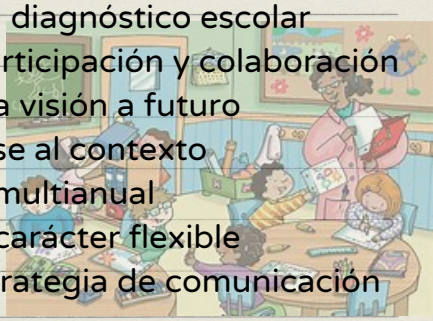 diagnóstico escolar
rticipación y colaboración
a visión a futuro
se al contexto
multianual
carácter flexible
rategia de comunicación